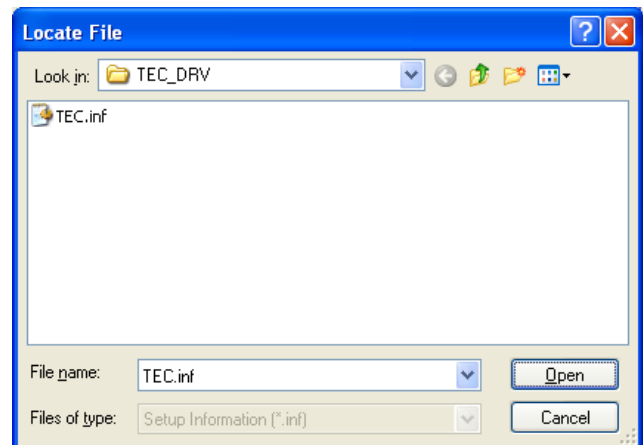 Locate File
Look in: TEC_DRV
TEC.inf
File name: TEC.inf Open
Files of type: Setup Information (*.inf) Cancel